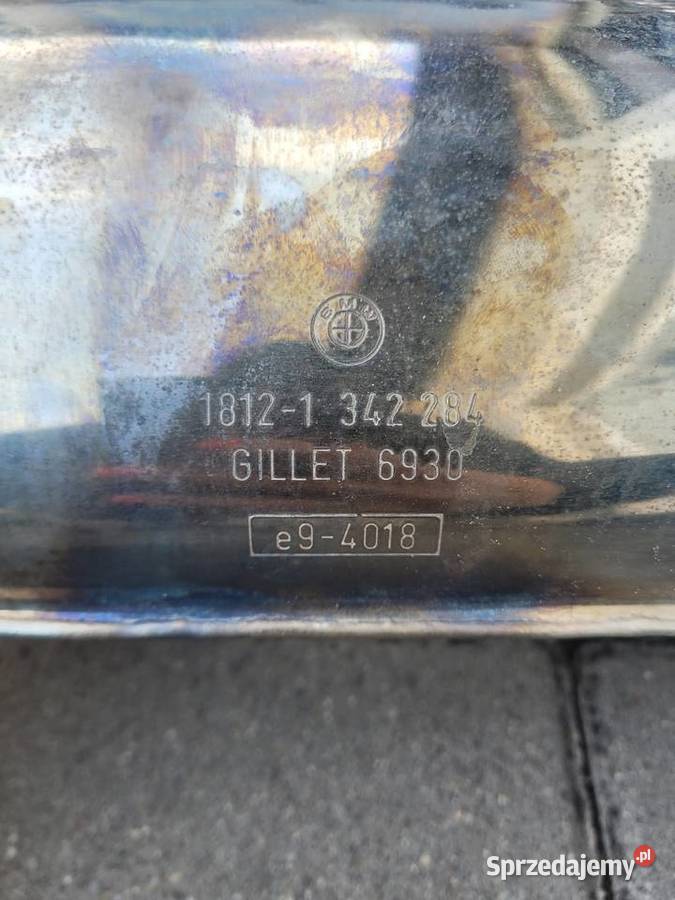 BMW
1812-1 342 284
GILLET 6930
e9-4018
Sprzedajemy.pl